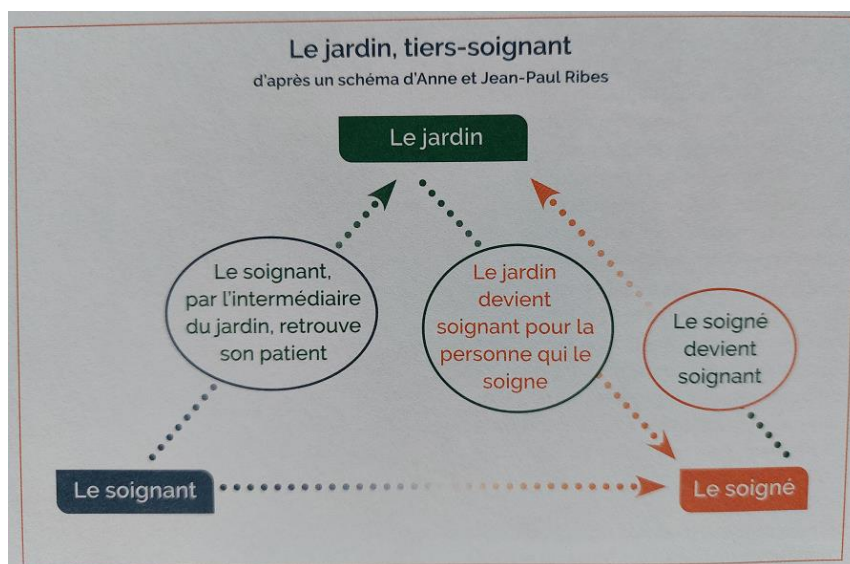 Le jardin, tiers-soignant
d'après un schéma d'Anne et Jean-Paul Ribes
Le jardin
Le soignant,
par l'intermédiaire
du jardin, retrouve
son patient
Le jardin
devient
soignant pour la
personne qui le
soigne
Le soigné
devient
soignant
Le soignant
Le soigné